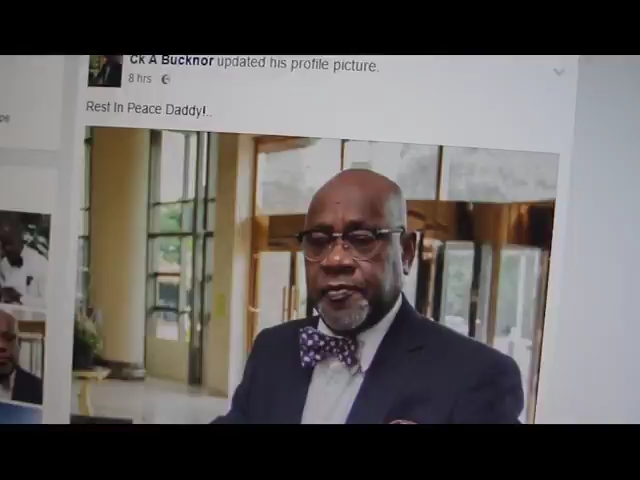 Ck A Bucknor updated his profile picture.
8 hrs
Rest In Peace Daddy!..